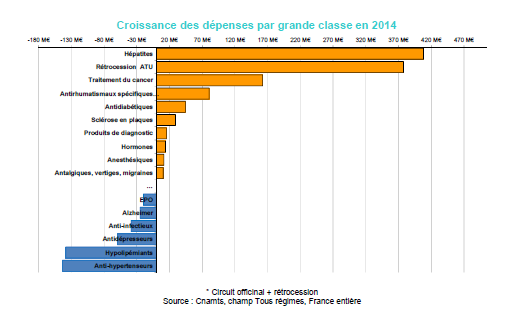 Croissance des dépenses par grande classe en 2014
-180 M€ -130 M€ -80 M€ -30 M€ 20 M€ 70 M€ 120 M€ 170 M€ 220 M€ 270 M€ 320 M€ 370 M€ 420 M€ 470 M€
Hépatites
Rétrocession ATU
Traitement du cancer
Antirhumatismaux spécifiques...
Antidiabétiques
Sclérose en plaques
Produits de diagnostic
Hormones
Anesthésiques
Antalgiques, vertiges, migraines
...
EPO
Alzheimer
Anti-infectieux
Antidépresseurs
Hypolipémiants
Anti-hypertenseurs
* Circuit officinal + rétrocession
Source : Cnamts, champ Tous régimes, France entière